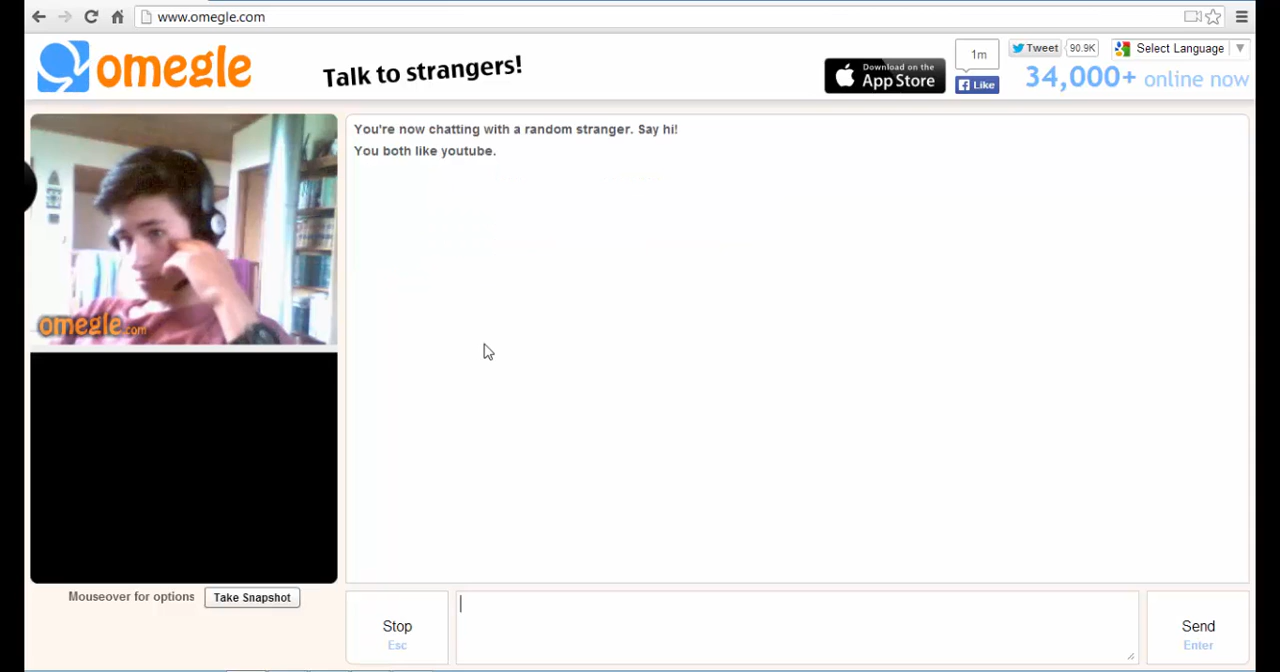 www.omegle.com
omegle
Talk to strangers!
Download on the
App Store
1m
Like
Tweet
90.9K
Select Language
34,000+ online now
You're now chatting with a random stranger. Say hi!
You both like youtube.
omegle.com
Mouseover for options
Take Snapshot
Stop
Esc
Send
Enter